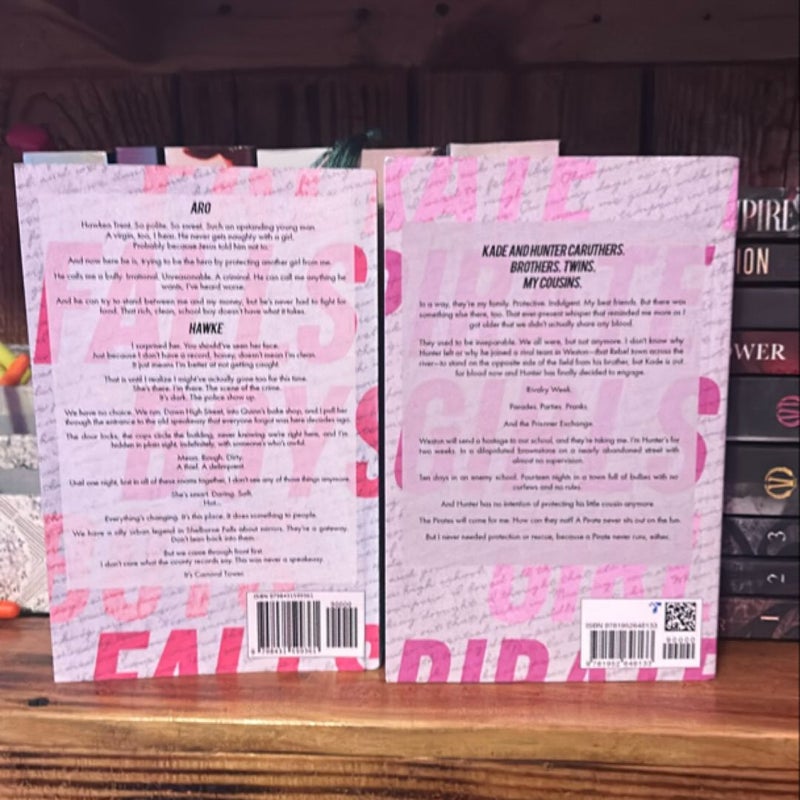 ARO
Hawken Trent. So polite. So sweet. Such an upstanding young man.
A virgin, too, I hear. He never gets naughty with a girl.
Probably because Jesus told him not to.
And now here he is, trying to be the hero by protecting another girl from me.
He calls me a bully. Irrational. Unreasonable. A criminal. He can call me anything he
wants, I've heard worse.
And he can try to stand between me and my money, but he's never had to fight for
food. That rich, clean, school boy doesn't have what it takes.
HAWKE
I surprised her. You should've seen her face.
Just because I don't have a record, honey, doesn't mean I'm clean.
It just means I'm better at not getting caught.
That is until I realize I might've actually gone too far this time.
She's there. I'm there. The scene of the crime.
It's dark. The police show up.
We have no choice. We run. Down High Street, into Quinn's bake shop, and I pull her
through the entrance to the old speakeasy that everyone forgot was here decades ago.
The door locks, the cops circle the building, never knowing we're right here, and I'm
hidden in plain sight, indefinitely, with someone who's awful.
Mean. Rough. Dirty.
A thief. A delinquent.
Until one night, lost in all of these rooms together, I don't see any of those things anymore.
She's smart. Daring. Soft.
Hot...
Everything's changing. It's this place. It does something to people.
We have a silly urban legend in Shelburne Falls about mirrors. They're a gateway.
Don't lean back into them.
But we came through front first.
I don't care what the county records say. This was never a speakeasy.
It's Carnival Tower.
FALLS
BOYS
FALLS
90000
KADE AND HUNTER CARUTHERS.
BROTHERS. TWINS.
MY COUSINS.
In a way, they're my family. Protective. Indulgent. My best friends. But there was
something else there, too. That ever-present whisper that reminded me more as I
got older that we didn't actually share any blood.
They used to be inseparable. We all were, but not anymore. I don't know why
Hunter left or why he joined a rival team in Weston—that Rebel town across the
river—to stand on the opposite side of the field from his brother, but Kade is out
for blood now and Hunter has finally decided to engage.
Rivalry Week.
Parades. Parties. Pranks.
And the Prisoner Exchange.
Weston will send a hostage to our school, and they're taking me. I'm Hunter's for
two weeks. In a dilapidated brownstone on a nearly abandoned street with
almost no supervision.
Ten days in an enemy school. Fourteen nights in a town full of bullies with no
curfews and no rules.
And Hunter has no intention of protecting his little cousin anymore.
The Pirates will come for me. How can they not? A Pirate never sits out on the fun.
But I never needed protection or rescue, because a Pirate never runs, either.
PIRATE
GIRLS
PIRATE
ISBN 9781952648133
90000
9 781952 648133
ION
WER
3
2